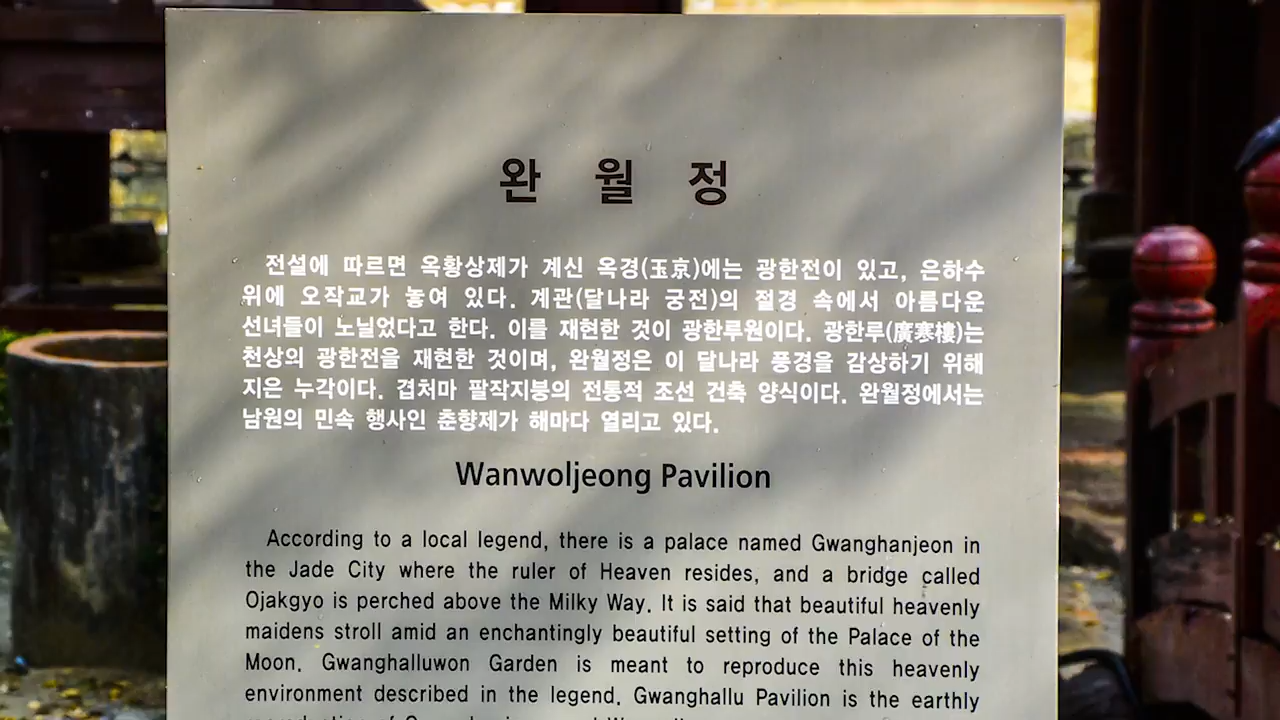 완 월 정
전설에 따르면 옥황상제가 계신 옥경(玉京)에는 광한전이 있고, 은하수
위에 오작교가 놓여 있다. 계관(달나라 궁전)의 절경 속에서 아름다운
선녀들이 노닐었다고 한다. 이를 재현한 것이 광한루원이다. 광한루(廣寒樓)는
천상의 광한전을 재현한 것이며, 완월정은 이 달나라 풍경을 감상하기 위해
지은 누각이다. 겹처마 팔작지붕의 전통적 조선 건축 양식이다. 완월정에서는
남원의 민속 행사인 춘향제가 해마다 열리고 있다.
Wanwoljeong Pavilion
According to a local legend, there is a palace named Gwanghanjeon in
the Jade City where the ruler of Heaven resides, and a bridge called
Ojakgyo is perched above the Milky Way. It is said that beautiful heavenly
maidens stroll amid an enchantingly beautiful setting of the Palace of the
Moon. Gwanghalluwon Garden is meant to reproduce this heavenly
environment described in the legend. Gwanghallu Pavilion is the earthly